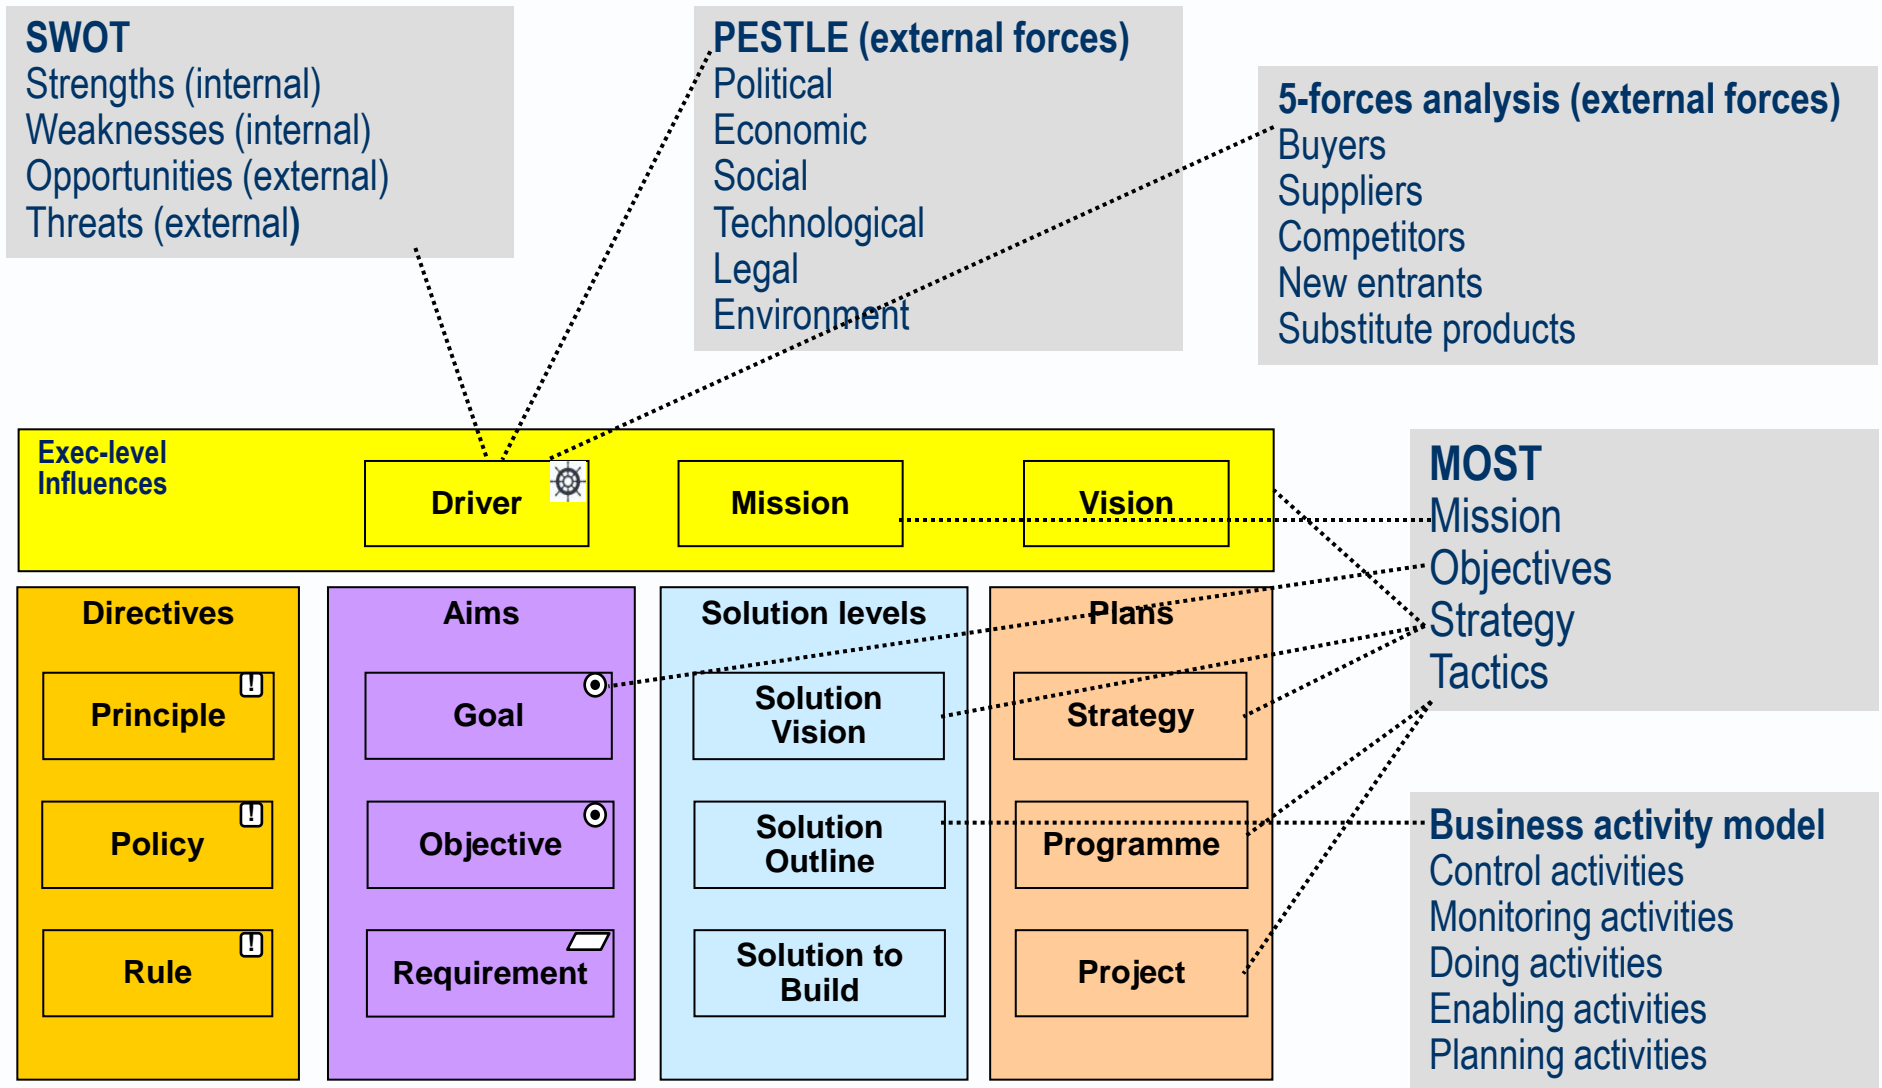 SWOT
Strengths (internal)
Weaknesses (internal)
Opportunities (external)
Threats (external)
PESTLE (external forces)
Political
Economic
Social
Technological
Legal
Environment
5-forces analysis (external forces)
Buyers
Suppliers
Competitors
New entrants
Substitute products
Exec-level
Influences
Driver
Mission
Vision
MOST
Mission
Objectives
Strategy
Tactics
Directives
Principle
!
Policy
!
Rule
!
Aims
Goal
Objective
Requirement
Solution levels
Solution
Vision
Solution
Outline
Solution to
Build
Plans
Strategy
Programme
Project
Business activity model
Control activities
Monitoring activities
Doing activities
Enabling activities
Planning activities